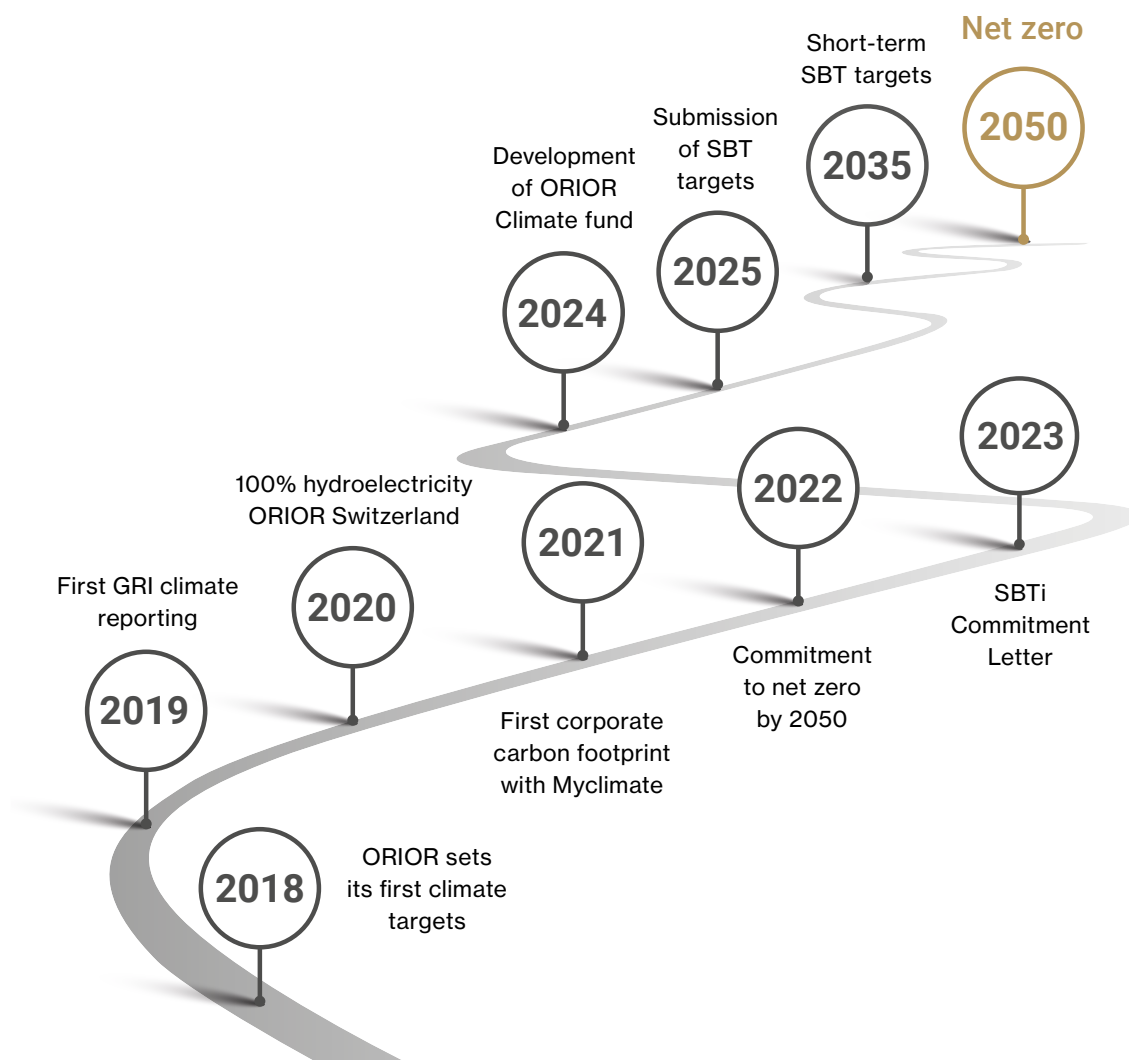 Net zero
2050
Short-term
SBT targets
2035
Submission
of SBT
targets
2025
Development
of ORIOR
Climate fund
2024
2023
SBTi
Commitment
Letter
2022
Commitment
to net zero
by 2050
2021
First corporate
carbon footprint
with Myclimate
100% hydroelectricity
ORIOR Switzerland
2020
First GRI climate
reporting
2019
2018
ORIOR sets
its first climate
targets